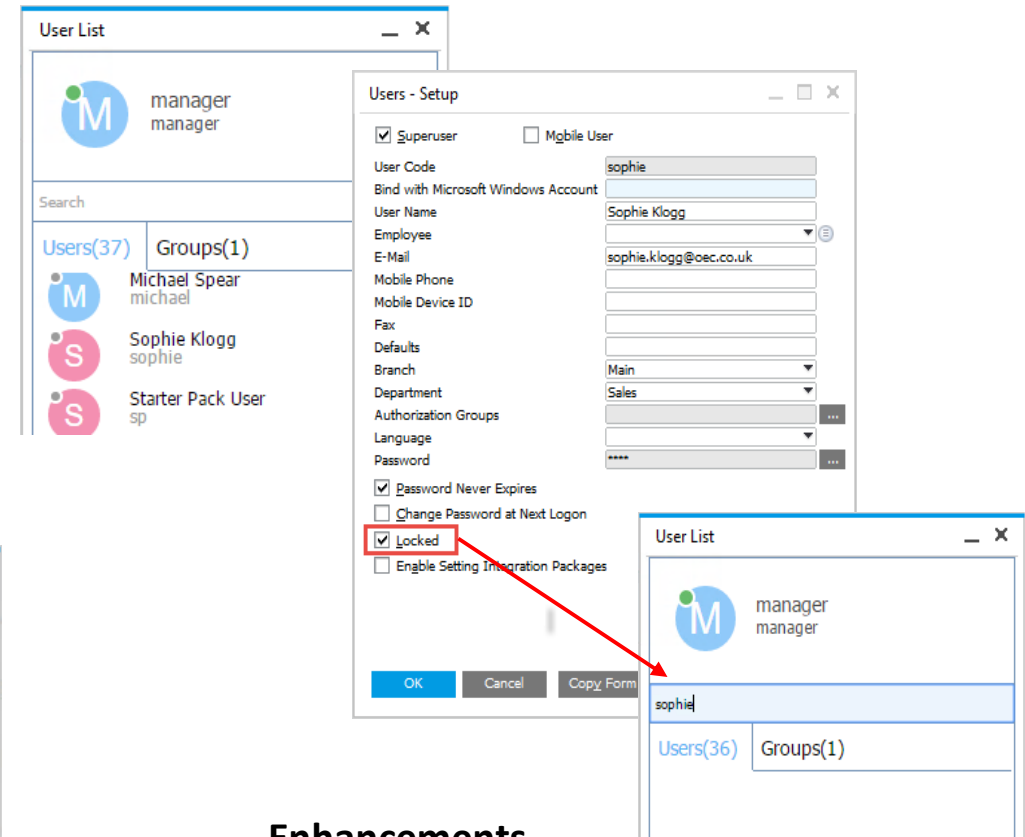 User List
manager
manager
Search
Users(37) Groups(1)
M
Michael Spear
michael
S
Sophie Klogg
sophie
S
Starter Pack User
sp
M
Users - Setup
Superuser Mobile User
User Code sophie
Bind with Microsoft Windows Account
User Name Sophie Klogg
Employee
E-Mail sophie.klogg@oec.co.uk
Mobile Phone
Mobile Device ID
Fax
Defaults
Branch Main
Department Sales
Authorization Groups ...
Language
Password **** ...
Password Never Expires
Change Password at Next Logon
Locked
Enable Setting Integration Packages
OK Cancel Copy Form
User List
M
manager
manager
sophie
Users(36) Groups(1)
Enhancements